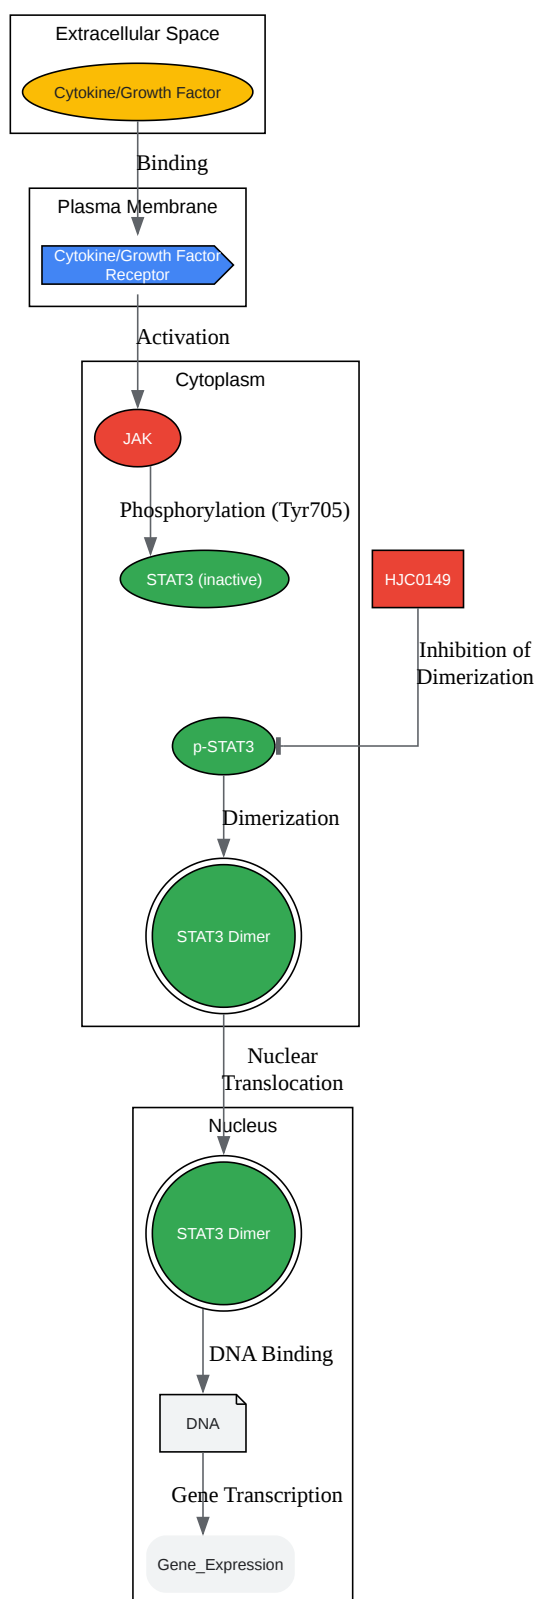 Extracellular Space
Cytokine/Growth Factor
Binding
Plasma Membrane
Cytokine/Growth Factor
Receptor
Activation
Cytoplasm
JAK
Phosphorylation (Tyr705)
STAT3 (inactive)
HJC0149
Inhibition of
Dimerization
p-STAT3
Dimerization
STAT3 Dimer
Nuclear
Translocation
Nucleus
STAT3 Dimer
DNA Binding
DNA
Gene Transcription
Gene_Expression